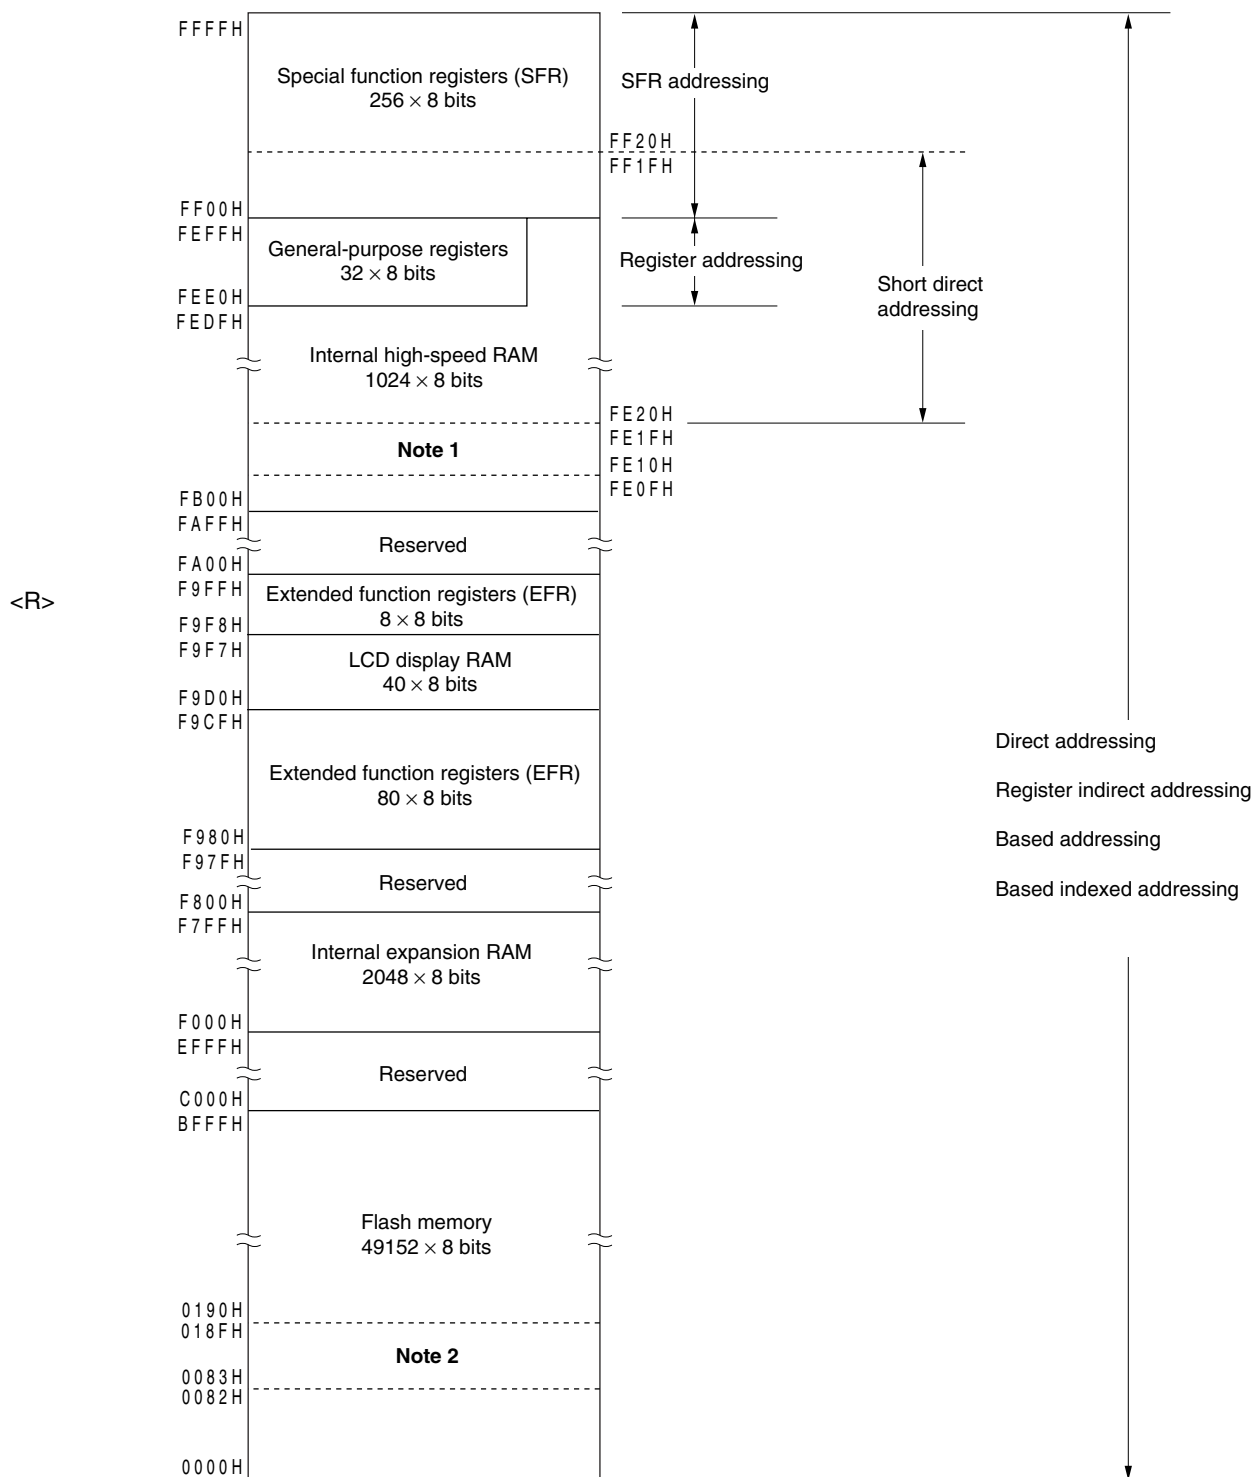 FFFFH
Special function registers (SFR)
256 × 8 bits
SFR addressing
FF20H
FF1FH
FF00H
FEFFH
General-purpose registers
32 × 8 bits
Register addressing
Short direct
addressing
FEE0H
FEDFH
Internal high-speed RAM
1024 × 8 bits
FE20H
FE1FH
Note 1
FE10H
FE0FH
FB00H
FAFFH
Reserved
FA00H
F9FFH
<R>
Extended function registers (EFR)
8 × 8 bits
F9F8H
F9F7H
LCD display RAM
40 × 8 bits
F9D0H
F9CFH
Direct addressing
Register indirect addressing
Based addressing
Based indexed addressing
Extended function registers (EFR)
80 × 8 bits
F980H
F97FH
Reserved
F800H
F7FFH
Internal expansion RAM
2048 × 8 bits
F000H
EFFFH
Reserved
C000H
BFFFH
Flash memory
49152 × 8 bits
0190H
018FH
Note 2
0083H
0082H
0000H